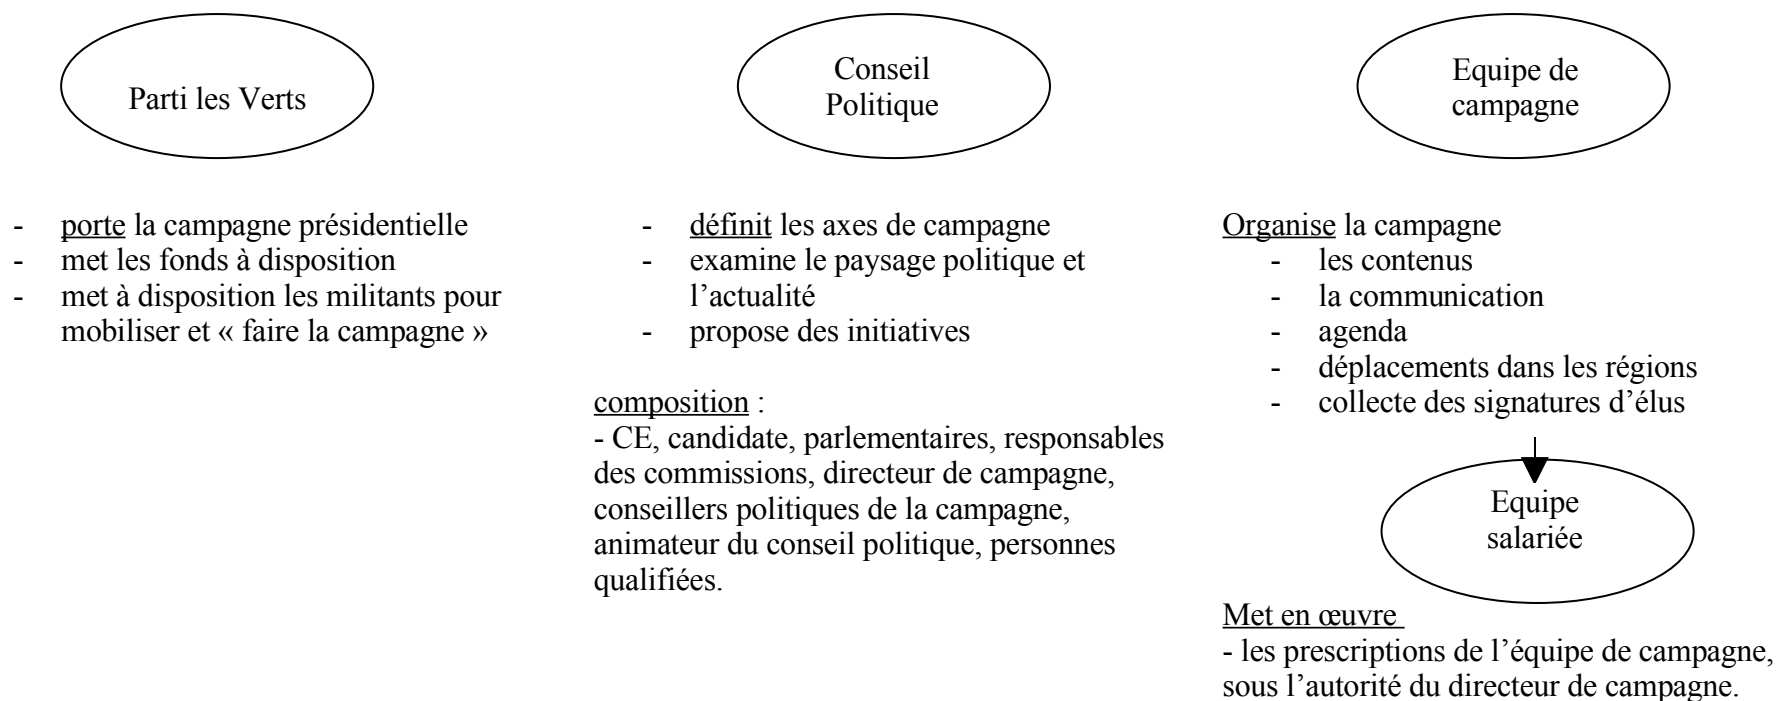 Parti les Verts
- porte la campagne présidentielle
- met les fonds à disposition
- met à disposition les militants pour
mobiliser et « faire la campagne »
Conseil
Politique
- définit les axes de campagne
- examine le paysage politique et
l’actualité
- propose des initiatives
composition :
- CE, candidate, parlementaires, responsables
des commissions, directeur de campagne,
conseillers politiques de la campagne,
animateur du conseil politique, personnes
qualifiées.
Equipe de
campagne
Organise la campagne
- les contenus
- la communication
- agenda
- déplacements dans les régions
- collecte des signatures d’élus
Equipe
salariée
Met en œuvre
- les prescriptions de l’équipe de campagne,
sous l’autorité du directeur de campagne.